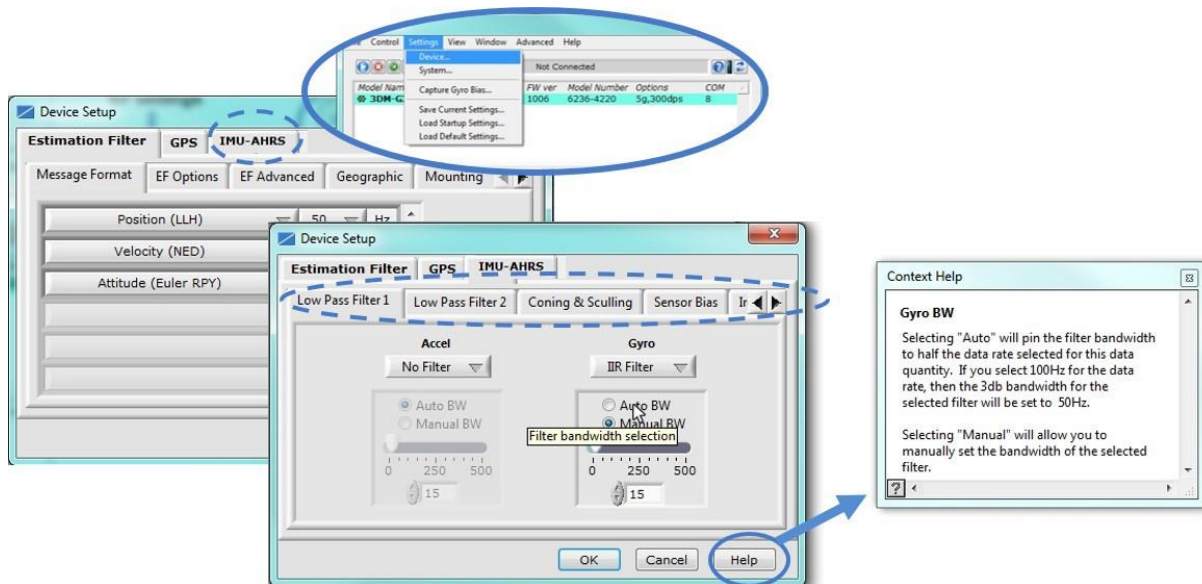 Control Settings View Window Advanced Help
Device...
System...
Capture Gyro Bias...
Save Current Settings...
Load Startup Settings...
Load Default Settings...
Not Connected
Model Nam FW ver Model Number Options COM
3DM-G 1006 6236-4220 5g,300dps 8
Device Setup
Estimation Filter GPS IMU-AHRS
Message Format EF Options EF Advanced Geographic Mounting
Position (LLH) 50 Hz
Velocity (NED)
Attitude (Euler RPY)
Device Setup
Estimation Filter GPS IMU-AHRS
Low Pass Filter 1 Low Pass Filter 2 Coning & Sculling Sensor Bias
Accel Gyro
No Filter IIR Filter
Auto BW Auto BW
Manual BW Manual BW
Filter bandwidth selection
0 250 500 0 250 500
15 15
OK Cancel Help
Context Help
Gyro BW
Selecting "Auto" will pin the filter bandwidth
to half the data rate selected for this data
quantity. If you select 100Hz for the data
rate, then the 3db bandwidth for the
selected filter will be set to 50Hz.
Selecting "Manual" will allow you to
manually set the bandwidth of the selected
filter.
?